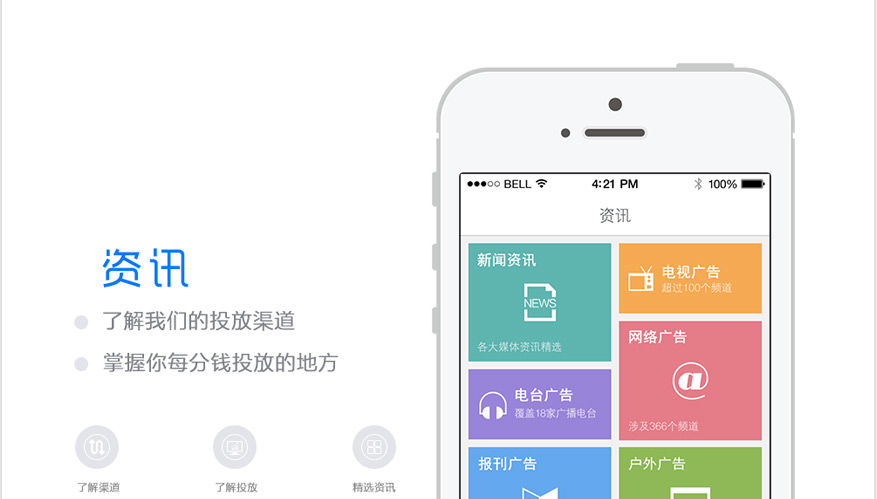 资讯
了解我们的投放渠道
掌握你每分钱投放的地方
了解渠道
了解投放
精选资讯
BELL
4:21 PM
100%
资讯
新闻资讯
NEWS
各大媒体资讯精选
电视广告
超过100个频道
网络广告
@
涉及366个频道
电台广告
覆盖18家广播电台
报刊广告
户外广告